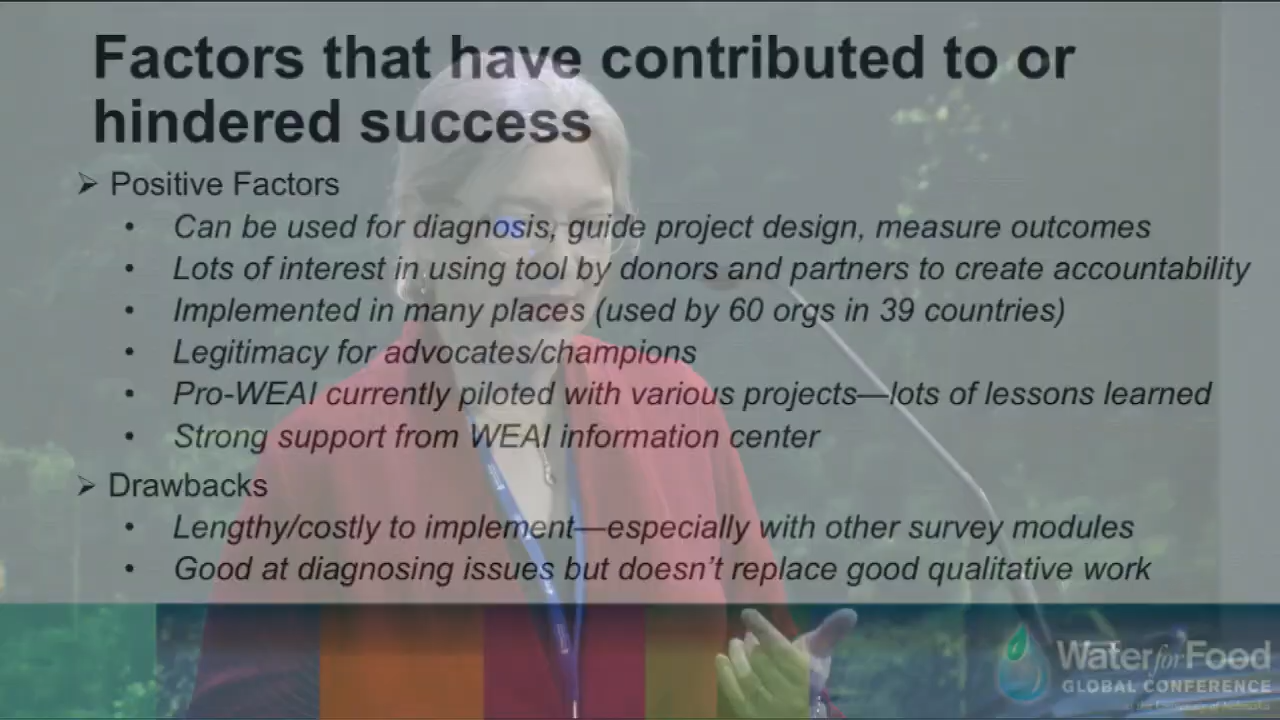 Factors that have contributed to or
hindered success
➢ Positive Factors
• Can be used for diagnosis, guide project design, measure outcomes
• Lots of interest in using tool by donors and partners to create accountability
• Implemented in many places (used by 60 orgs in 39 countries)
• Legitimacy for advocates/champions
• Pro-WEAI currently piloted with various projects—lots of lessons learned
• Strong support from WEAI information center
➢ Drawbacks
• Lengthy/costly to implement—especially with other survey modules
• Good at diagnosing issues but doesn't replace good qualitative work
Water for Food
GLOBAL CONFERENCE